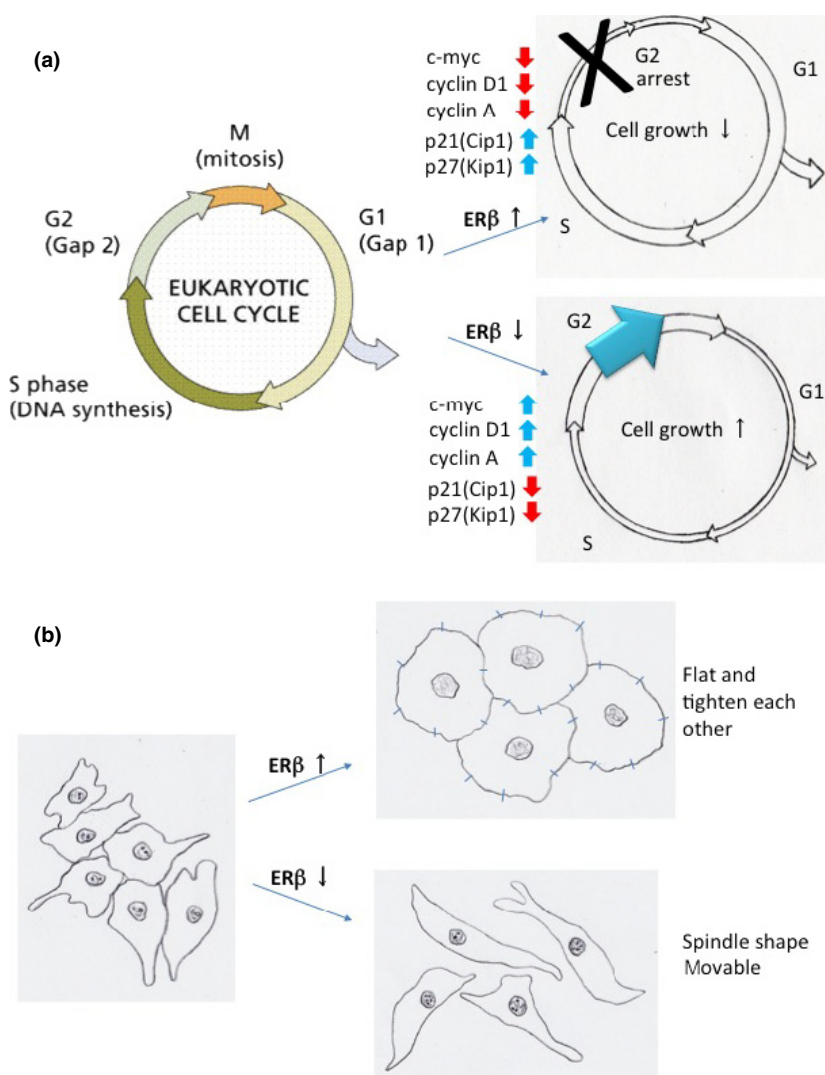 (a)
M
(mitosis)
G2
(Gap 2)
G1
(Gap 1)
EUKARYOTIC
CELL CYCLE
S phase
(DNA synthesis)
c-myc
cyclin D1
cyclin A
p21(Cip1)
p27(Kip1)
ERβ ↑
G2
arrest
G1
Cell growth ↓
S
ERβ ↓
c-myc
cyclin D1
cyclin A
p21(Cip1)
p27(Kip1)
G2
G1
Cell growth ↑
S
(b)
ERβ ↑
Flat and
tighten each
other
ERβ ↓
Spindle shape
Movable